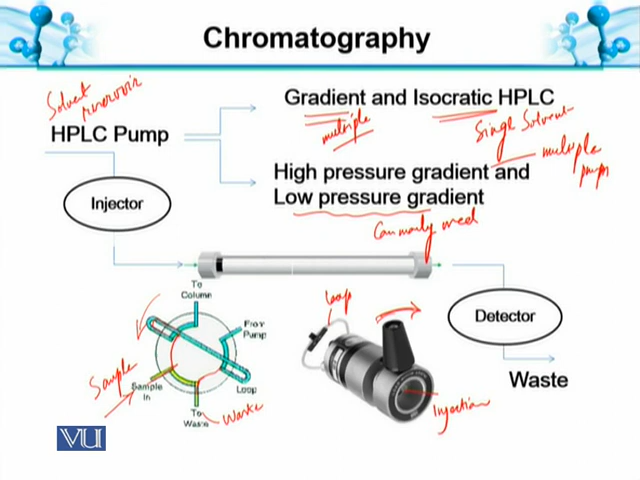 Chromatography
Solvent
reservoir
HPLC Pump
Gradient and Isocratic HPLC
multiple
Single Solvent
High pressure gradient and
multiple
pumps
Low pressure gradient
Commonly used
Injector
To
Column
From
Pump
Loop
Sample
In
To
Waste
Sample
Waste
loop
Injection
Detector
Waste
VU